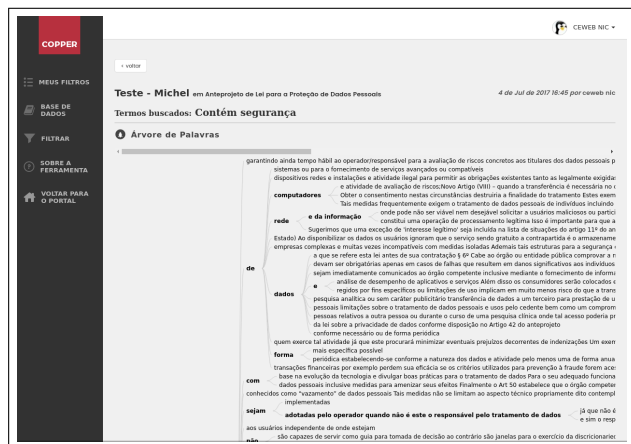 COPPER
CEWEB NIC
MEUS FILTROS
BASE DE
DADOS
FILTRAR
SOBRE A
FERRAMENTA
VOLTAR PARA
O PORTAL
‹ voltar
Teste - Michel em Anteprojeto de Lei para a Proteção de Dados Pessoais
4 de Jul de 2017 16:45 por ceweb nic
Termos buscados: Contém segurança
Árvore de Palavras
garantindo ainda tempo hábil ao operador/responsável para a avaliação de riscos concretos aos titulares dos dados pessoais p
sistemas ou para o fornecimento de serviços avançados ou compatíveis
dispositivos redes e instalações e atividade ilegal para permitir as obrigações existentes tanto as legalmente exigidas
e atividade de avaliação de riscos;Novo Artigo (VIII) – quando a transferência é necessária no
computadores
Obter o consentimento nestas circunstâncias destruiria a finalidade do tratamento Estes exem
Tais medidas frequentemente exigem o tratamento de dados pessoais de indivíduos incluindo
rede
e da informação
onde pode não ser viável nem desejável solicitar a usuários maliciosos ou partici
constitui uma operação de processamento legítima Isso é importante para que a
Sugerimos que uma exceção de 'interesse legítimo' seja incluída na lista de situações do artigo 11º do an
Estado) Ao disponibilizar os dados os usuários ignoram que o serviço sendo gratuito a contrapartida é o armazename
empresas complexas e muitas vezes incompatíveis com medidas isoladas Ademais tais estruturas para a segurança
de
a que se refere esta lei antes de sua contratação § 6º Cabe ao órgão ou entidade pública comprovar a n
devam ser obrigatórias apenas em casos de falhas que resultem em danos significativos aos indivíduos
sejam imediatamente comunicados ao órgão competente inclusive mediante o fornecimento de informa
dados
e
análise de desempenho de aplicativos e serviços Além disso os consumidores serão colocados
regidos por fins específicos ou limitações de uso implicam em muito menos risco do que a trans
pesquisa analítica ou sem caráter publicitário transferência de dados a um terceiro para prestação de u
pessoais limitações sobre o tratamento de dados pessoais e usos pelo cedente bem como um comprom
pessoas relativos a outra pessoa ou durante o curso de uma pesquisa clínica onde tal acesso poderia pr
da lei sobre a privacidade de dados conforme disposição no Artigo 42 do anteprojeto
conforme necessário ou de forma periódica
quem exerce tal atividade já que este procurará minimizar eventuais prejuízos decorrentes de indenizações Um exem
forma
mais específica possível
periódica estabelecendo-se conforme a natureza dos dados e atividade pelo menos uma de forma anua
transações financeiras por exemplo perdem sua eficácia se os critérios utilizados para prevenção à fraude forem aces
com
base na evolução da tecnologia e divulgar boas práticas para o tratamento de dados Para o seu adequado funciona
dados pessoais inclusive medidas para amenizar seus efeitos finalmente o Art 50 estabelece que o órgão competer
conhecidos como "vazamento" de dados pessoais Tais medidas não se limitam ao aspecto técnico propriamente dito contempl
sejam
implementadas
adotadas pelo operador quando não é este o responsável pelo tratamento de dados
já que não é
e sim o resp
aos usuários independente de onde estejam
não
são capazes de servir como guia para tomada de decisão ao contrário são janelas para o exercício da discricionaried